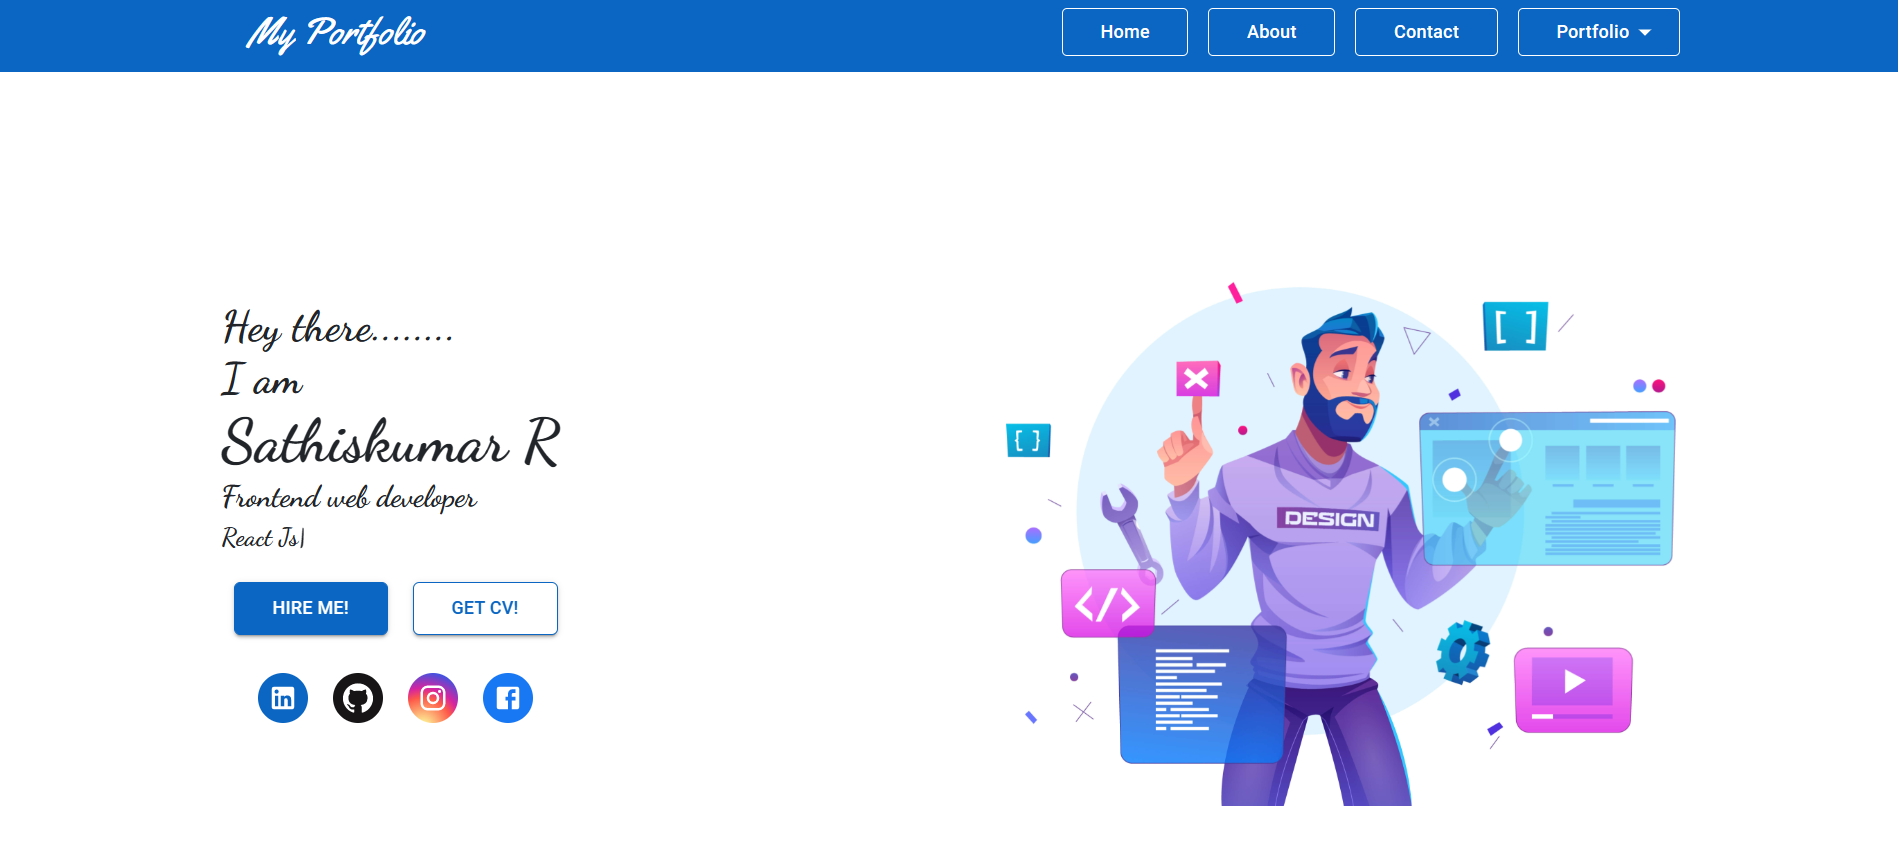 My Portfolio
Home
About
Contact
Portfolio
Hey there........
I am
Sathiskumar R
Frontend web developer
React Js|
HIRE ME!
GET CV!
[ ]
{ }
DESIGN
</>